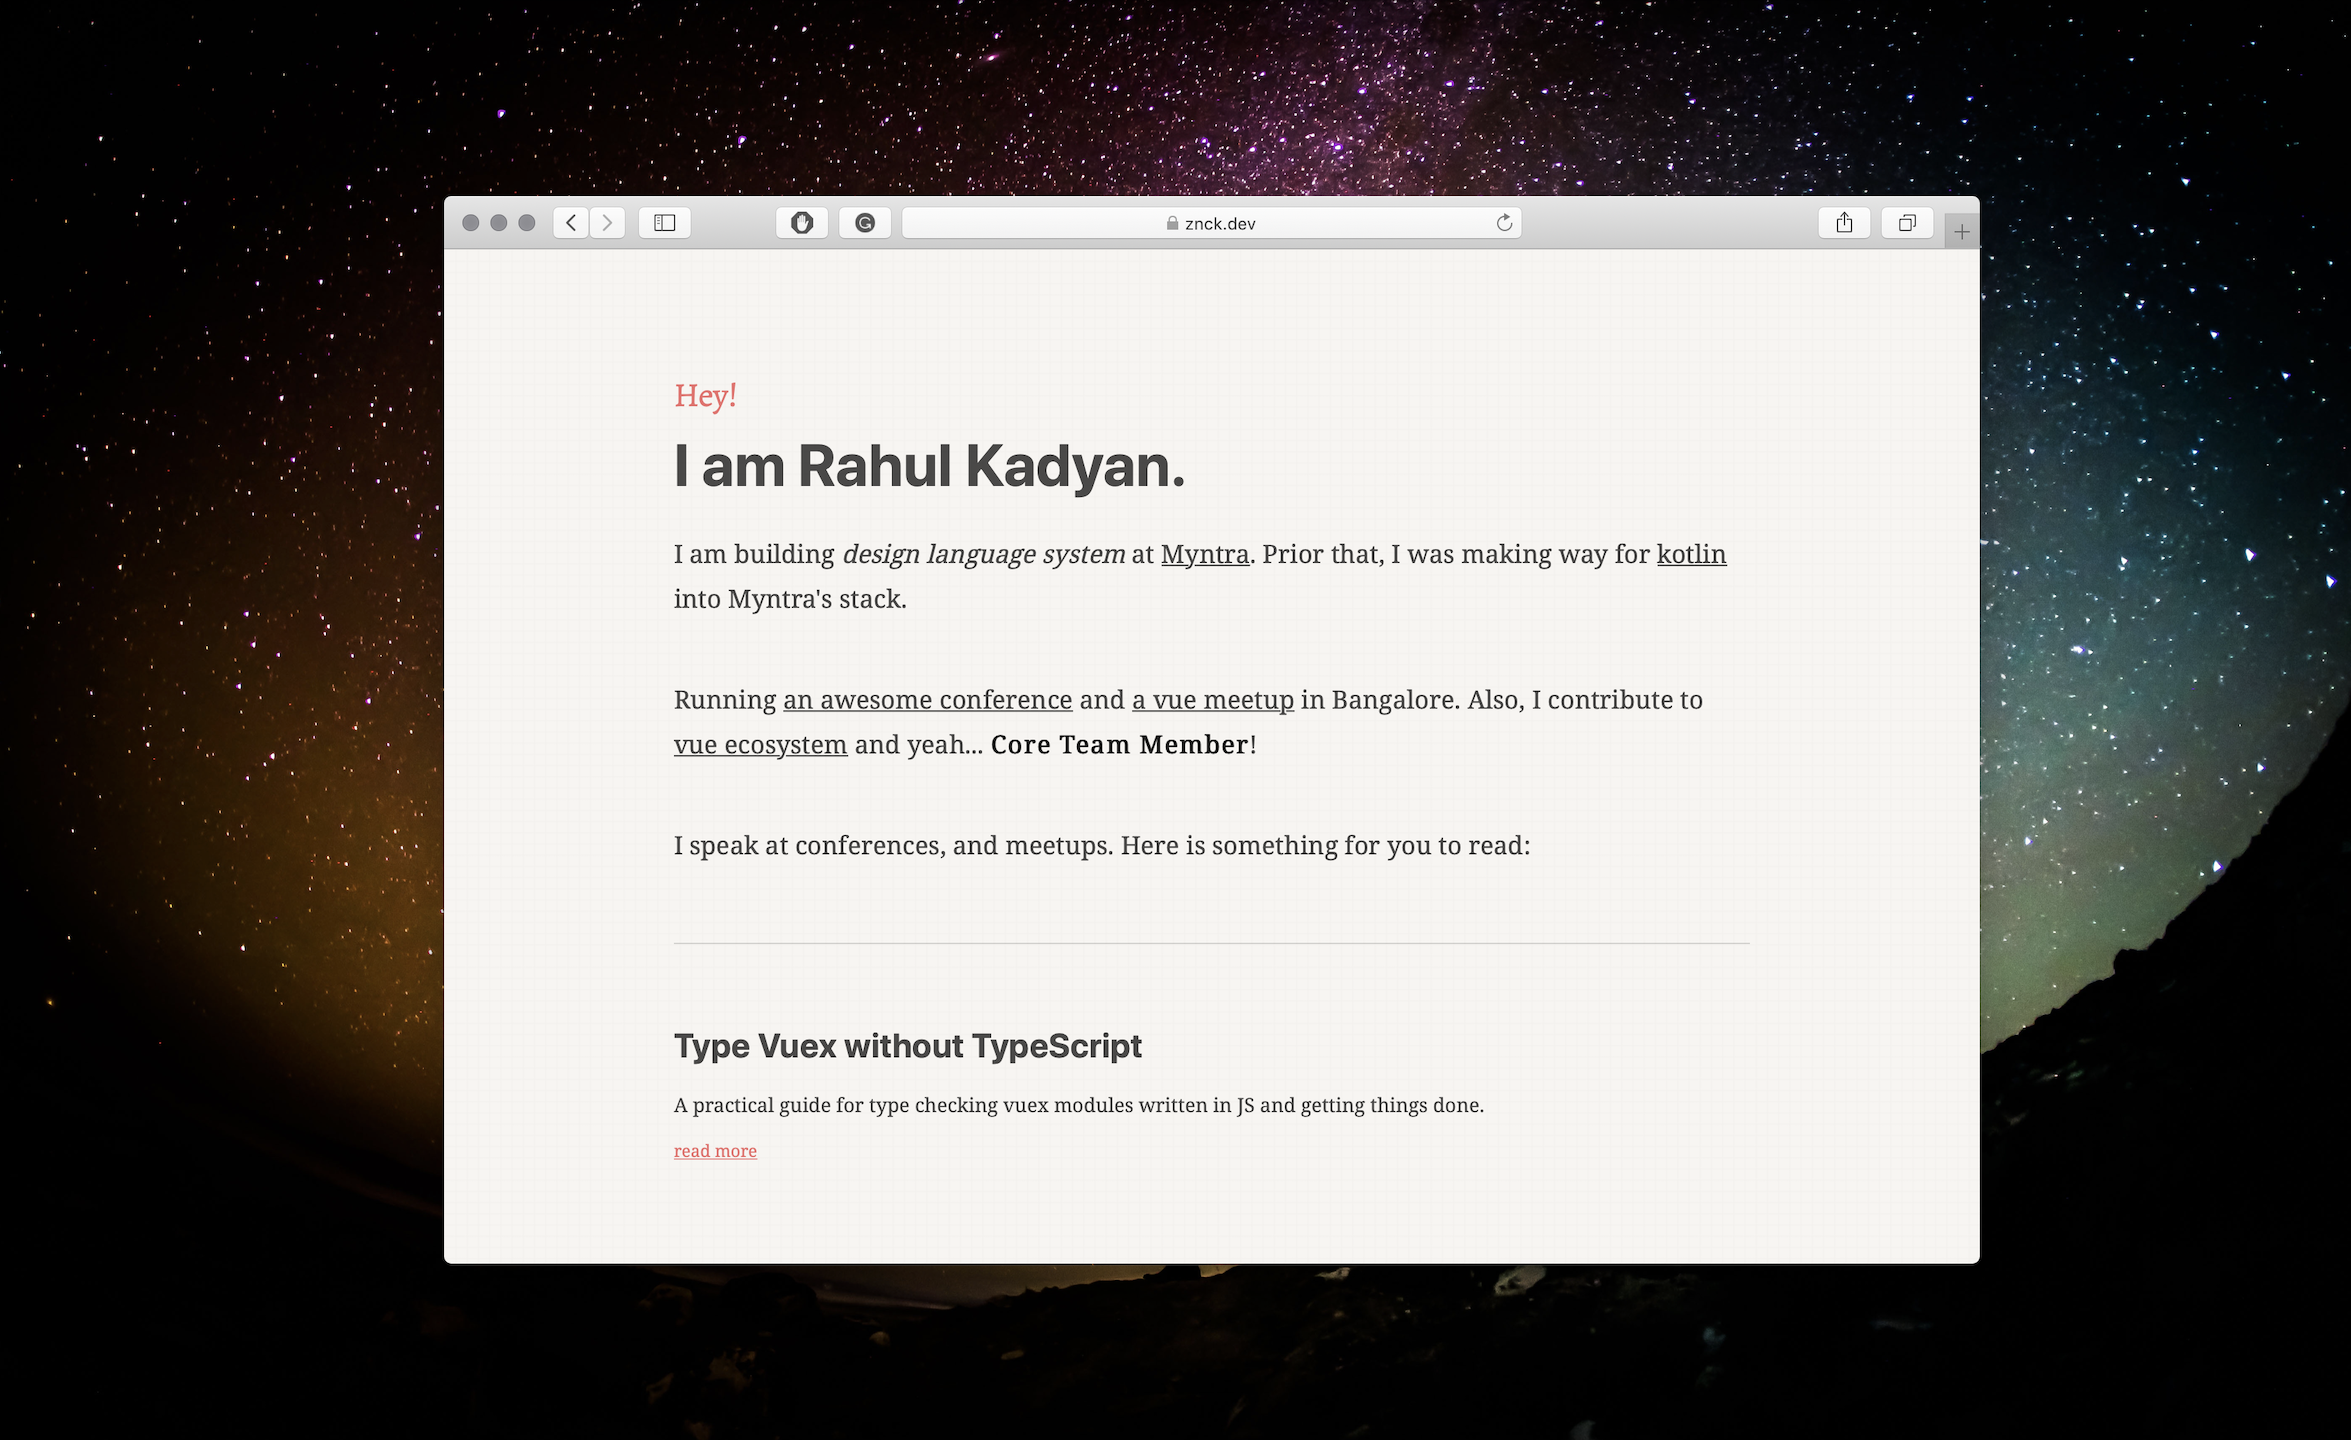 znck.dev
Hey!
I am Rahul Kadyan.
I am building design language system at Myntra. Prior that, I was making way for kotlin
into Myntra's stack.
Running an awesome conference and a vue meetup in Bangalore. Also, I contribute to
vue ecosystem and yeah... Core Team Member!
I speak at conferences, and meetups. Here is something for you to read:
Type Vuex without TypeScript
A practical guide for type checking vuex modules written in JS and getting things done.
read more